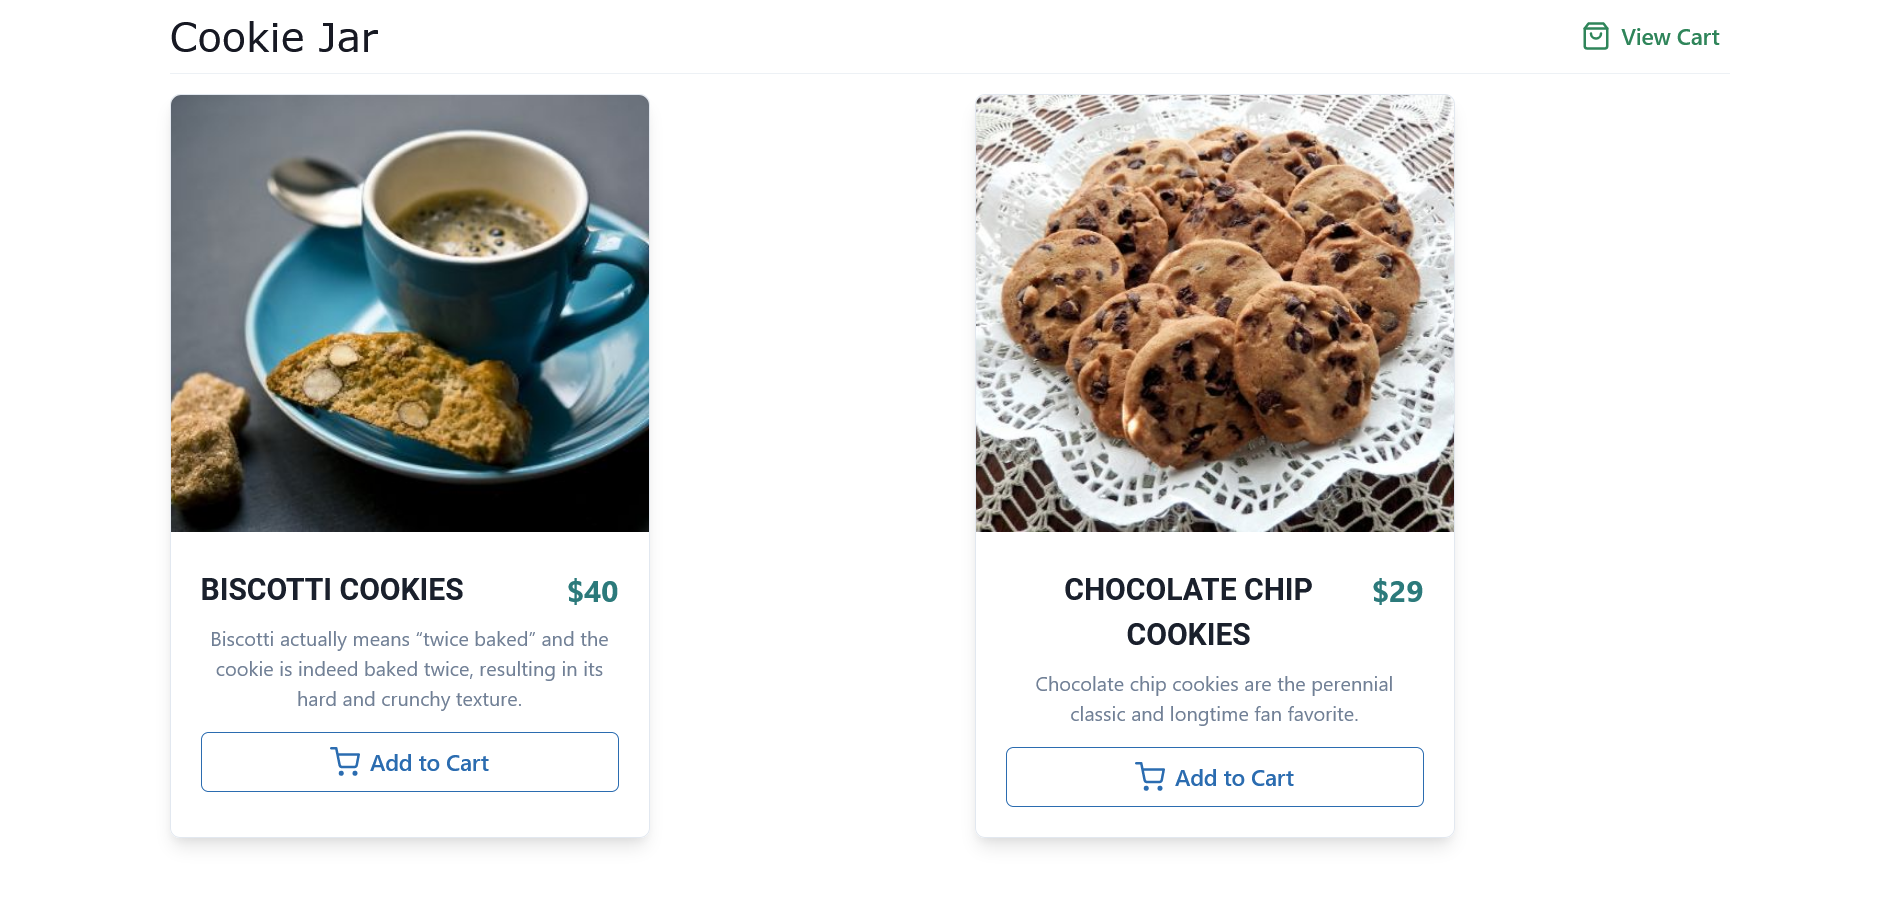 Cookie Jar
View Cart
BISCOTTI COOKIES
$40
Biscotti actually means “twice baked” and the
cookie is indeed baked twice, resulting in its
hard and crunchy texture.
Add to Cart
CHOCOLATE CHIP
COOKIES
$29
Chocolate chip cookies are the perennial
classic and longtime fan favorite.
Add to Cart